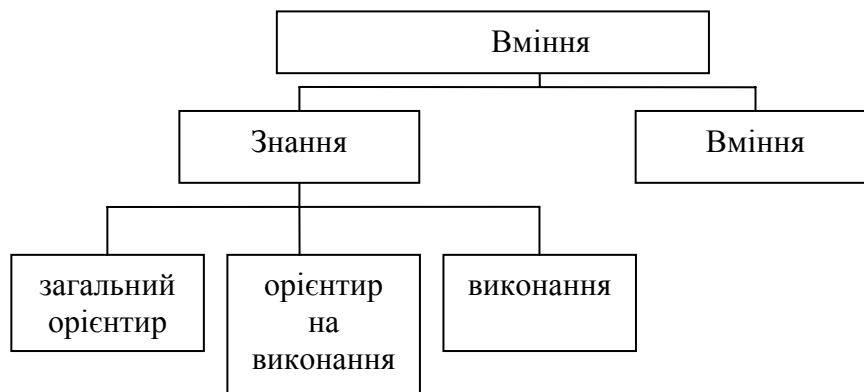 Вміння
Знання
Вміння
загальний
орієнтир
орієнтир
на
виконання
виконання